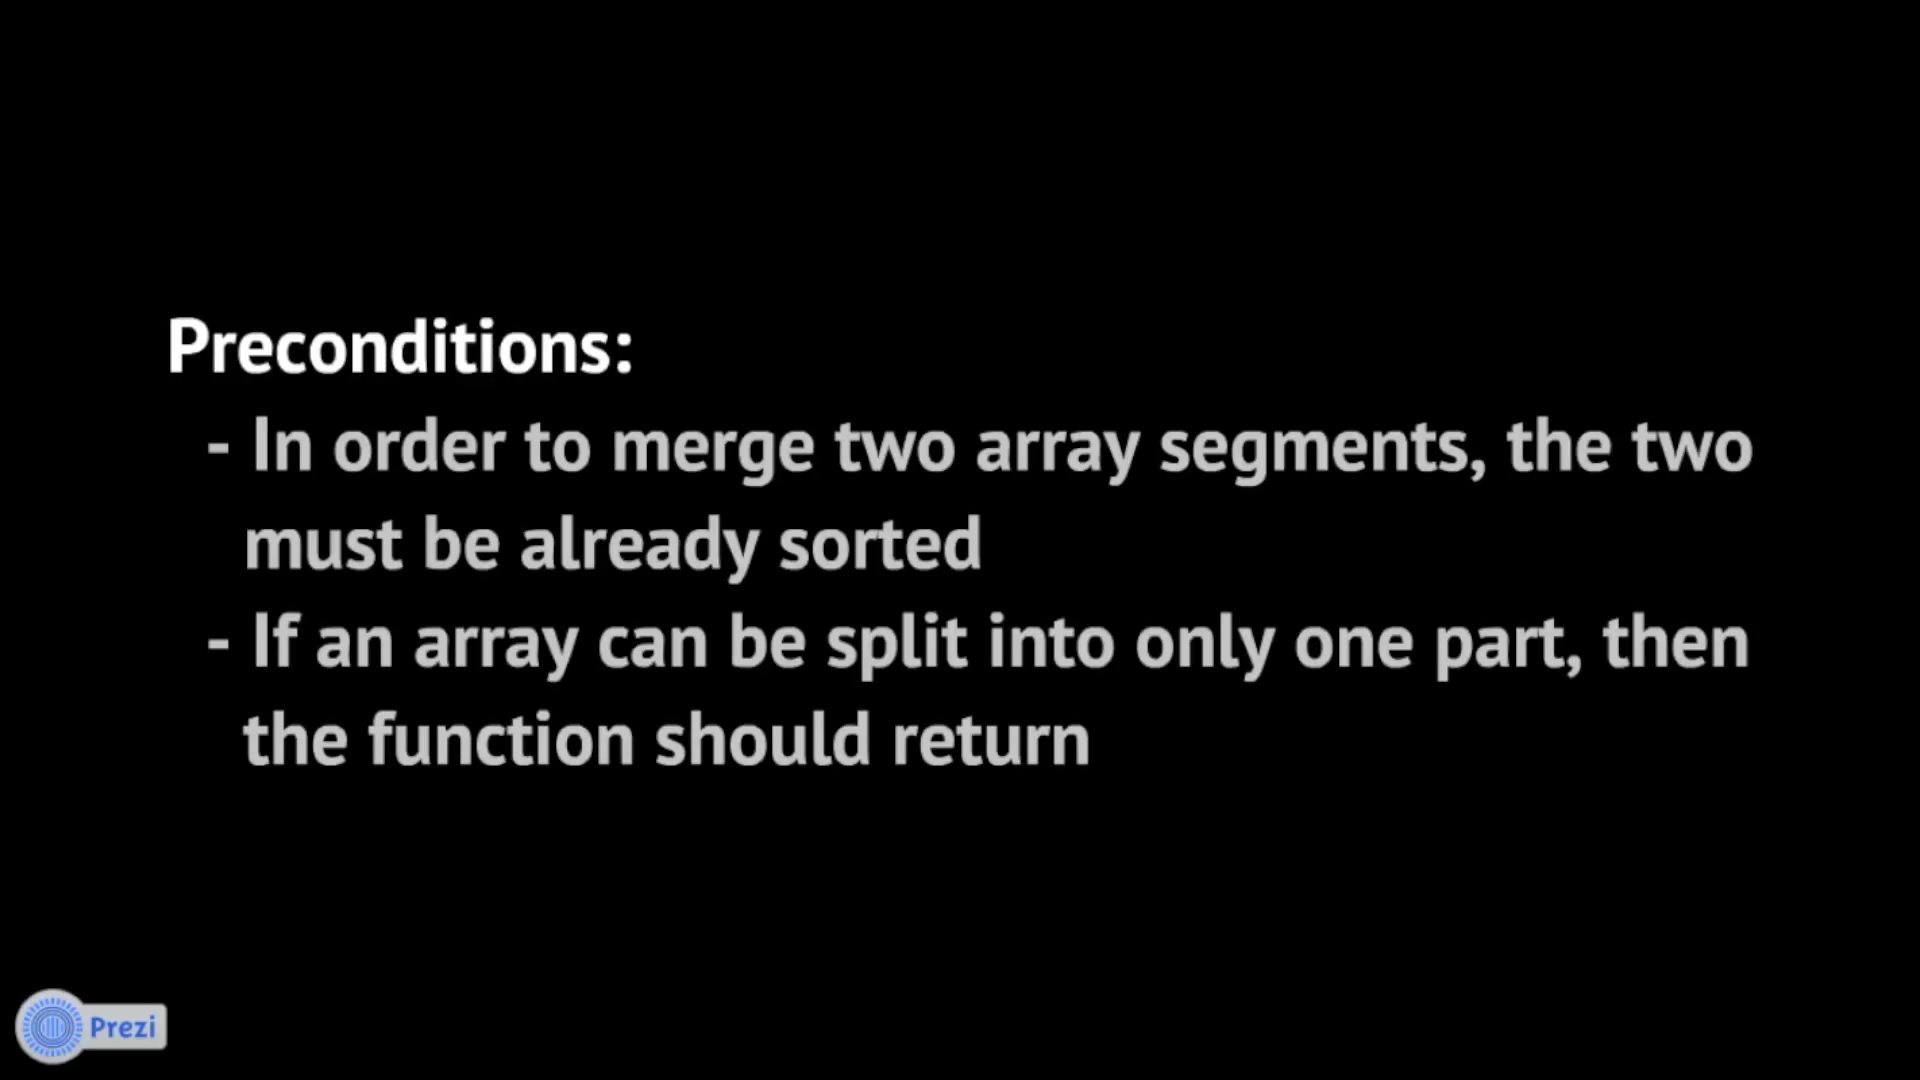 Preconditions:
- In order to merge two array segments, the two
must be already sorted
- If an array can be split into only one part, then
the function should return
Prezi